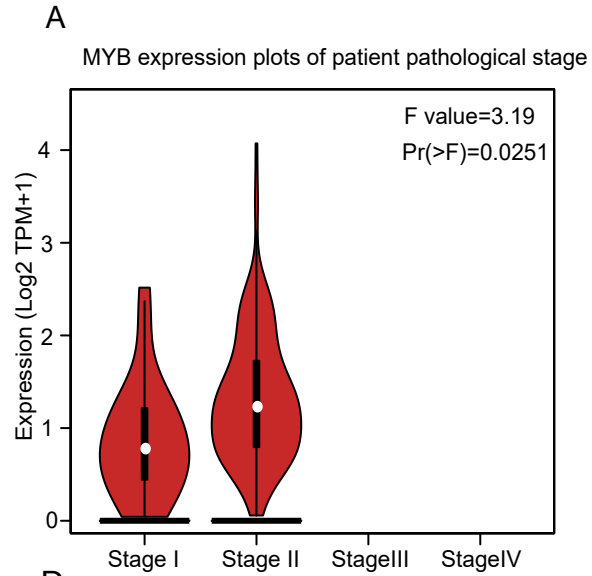 A
MYB expression plots of patient pathological stage
F value=3.19
Pr(>F)=0.0251
Expression (Log2 TPM+1)
4
3
2
1
0
Stage I Stage II StageIII StageIV